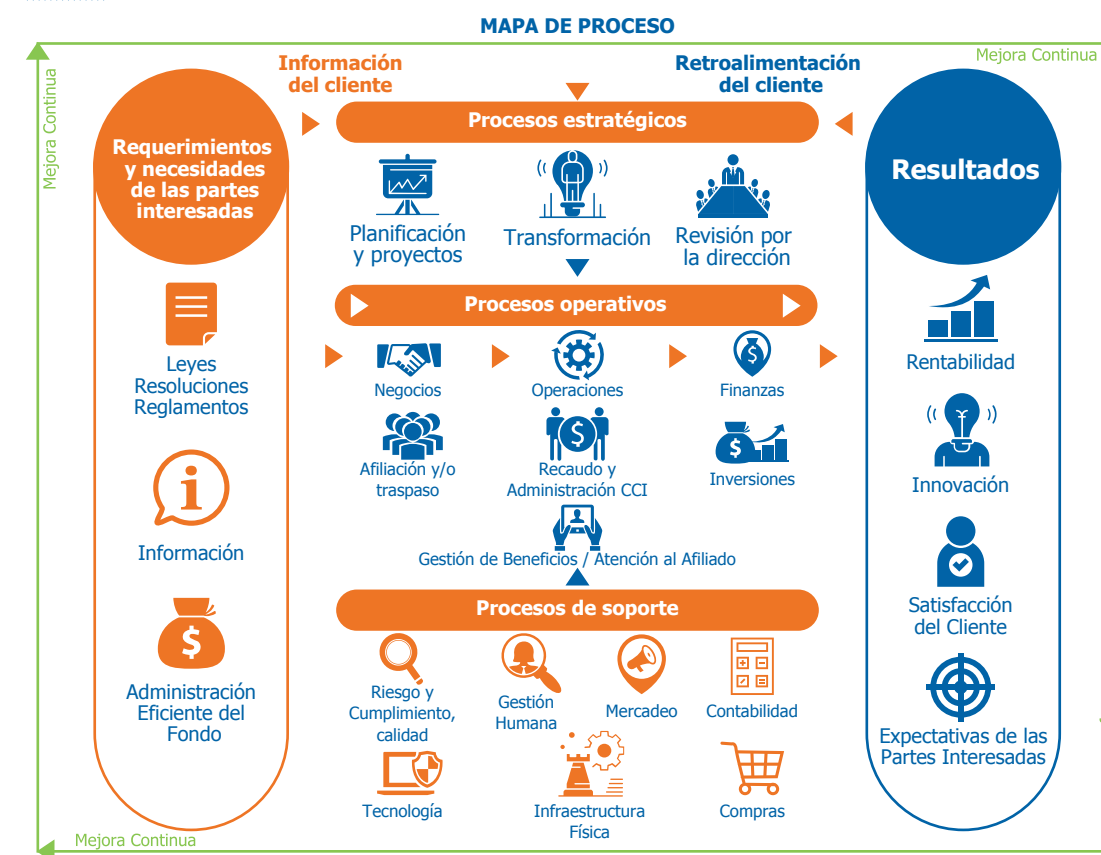 MAPA DE PROCESO
Mejora Continua
Mejora Continua
Información
del cliente
Retroalimentación
del cliente
Requerimientos
y necesidades
de las partes
interesadas
Leyes
Resoluciones
Reglamentos
Información
Administración
Eficiente del
Fondo
Procesos estratégicos
Planificación
y proyectos
Transformación
Revisión por
la dirección
Procesos operativos
Negocios
Operaciones
Finanzas
Afiliación y/o
traspaso
Recaudo y
Administración CCI
Inversiones
Gestión de Beneficios / Atención al Afiliado
Procesos de soporte
Riesgo y
Cumplimiento,
calidad
Gestión
Humana
Mercadeo
Contabilidad
Tecnología
Infraestructura
Física
Compras
Resultados
Rentabilidad
Innovación
Satisfacción
del Cliente
Expectativas de las
Partes Interesadas
Mejora Continua